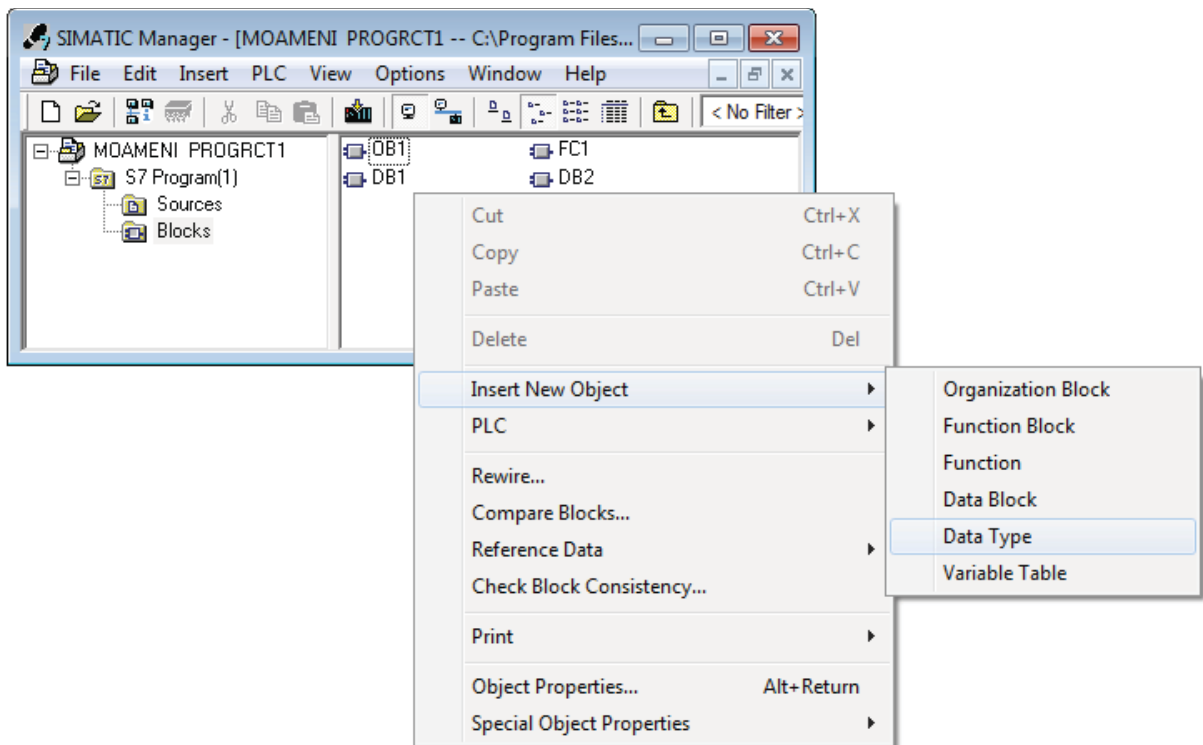 SIMATIC Manager - [MOAMENI PROGRCT1 -- C:\Program Files...
File Edit Insert PLC View Options Window Help
< No Filter >
MOAMENI PROGRCT1
S7 Program(1)
Sources
Blocks
OB1 FC1
DB1 DB2
Cut Ctrl+X
Copy Ctrl+C
Paste Ctrl+V
Delete Del
Insert New Object
PLC
Rewire...
Compare Blocks...
Reference Data
Check Block Consistency...
Print
Object Properties... Alt+Return
Special Object Properties
Organization Block
Function Block
Function
Data Block
Data Type
Variable Table